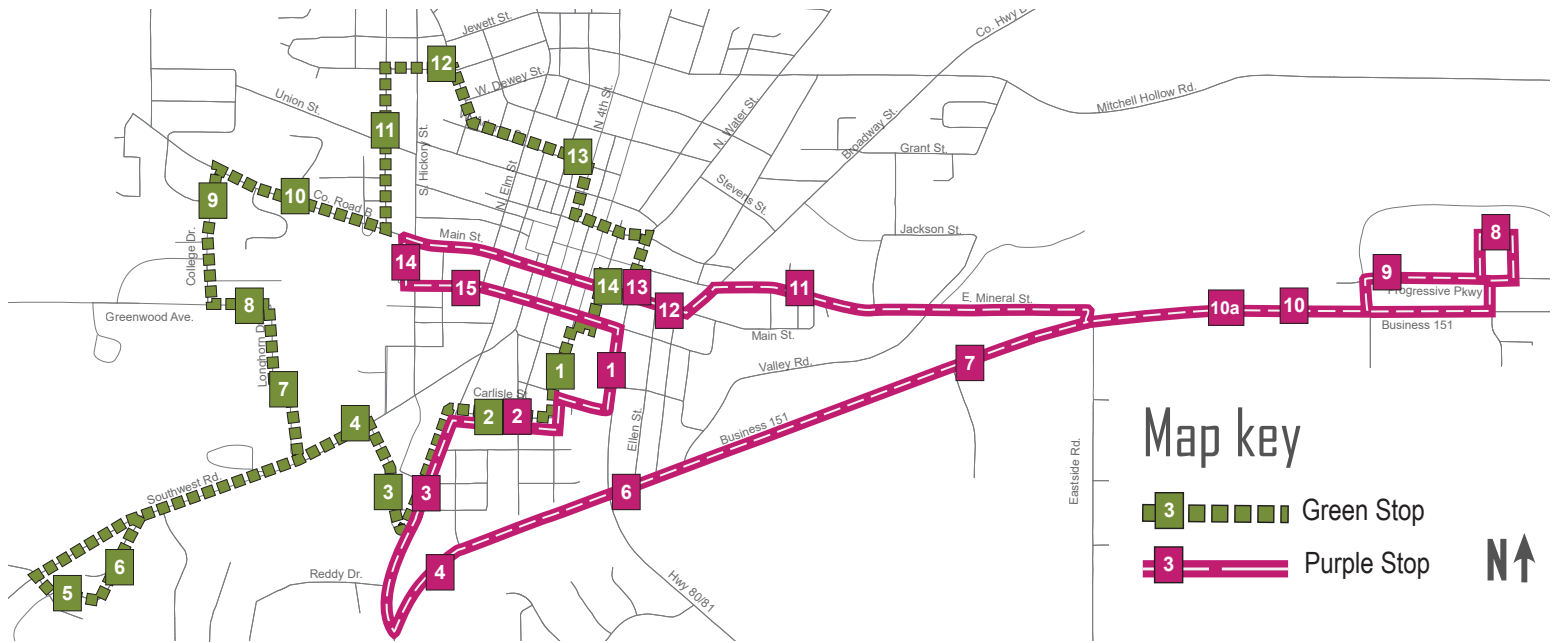 Jewett St.
Co. Hwy B
12
W. Dewey St.
Union St.
N 4th St.
Mitchell Hollow Rd.
N. Water St.
11
S. Hickory St.
Broadway St.
13
Grant St.
N. Elm St
Stevens St.
9
10
Co. Road B
College Dr.
Main St.
Jackson St.
8
14
9
15
14
13
11
Progressive Pkwy
E. Mineral St.
8
12
10a
10
Greenwood Ave.
Main St.
Business 151
Longhorn D
7
1
1
Valley Rd.
7
Carlisle St
4
2
2
Ellen St.
Business 151
Map key
Eastside Rd.
Southwest Rd.
3
3
6
3
Green Stop
6
4
3
Purple Stop
N
5
Reddy Dr.
Hwy 80/81